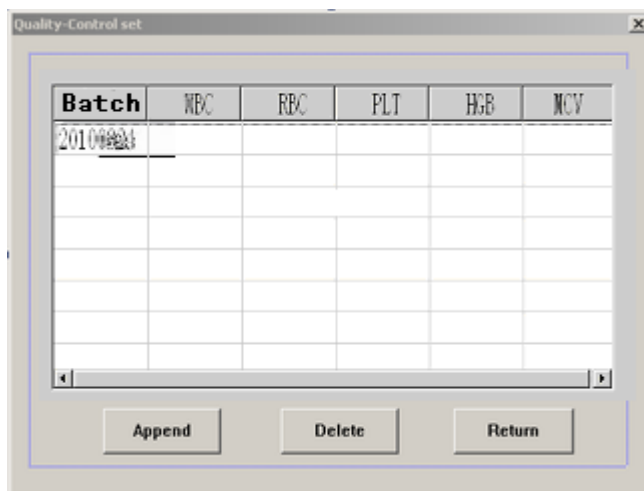 Quality-Control set
Batch WBC RBC PLT HGB MCV
Append Delete Return